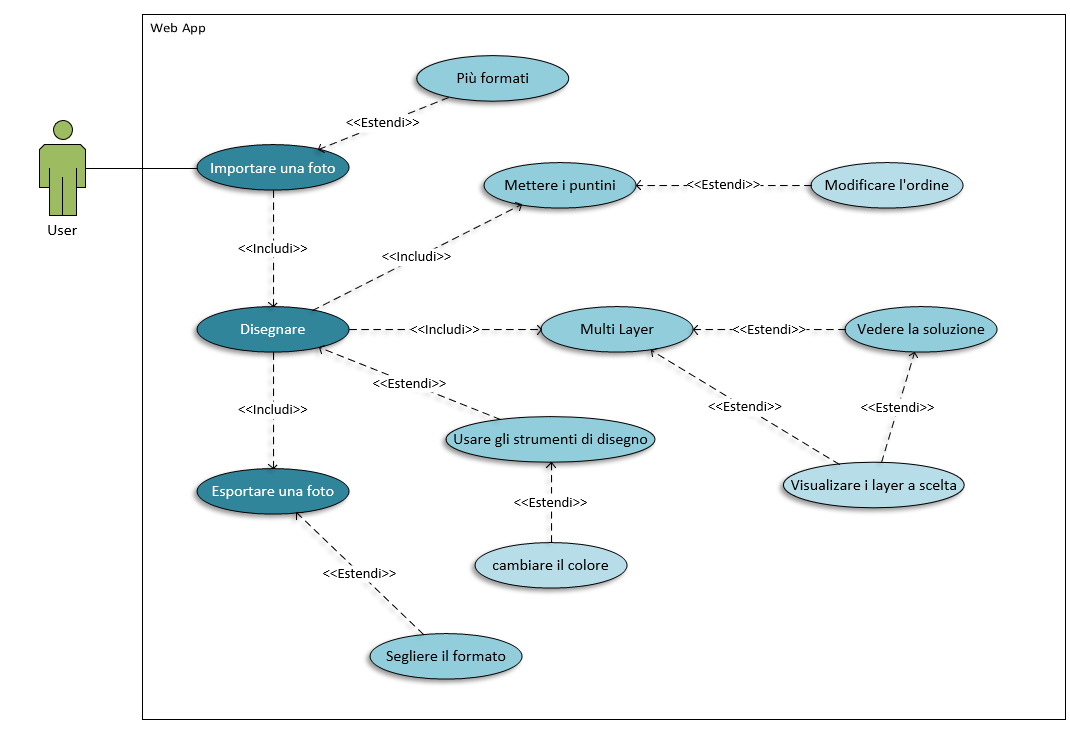 Web App
Più formati
<<Estendi>>
Importare una foto
Mettere i puntini
<<Estendi>>
Modificare l'ordine
User
<<Includi>>
<<Includi>>
Disegnare
<<Includi>>
Multi Layer
<<Estendi>>
Vedere la soluzione
<<Estendi>>
<<Includi>>
<<Estendi>>
<<Estendi>>
Usare gli strumenti di disegno
Esportare una foto
Visualizare i layer a scelta
<<Estendi>>
cambiare il colore
<<Estendi>>
Segliere il formato